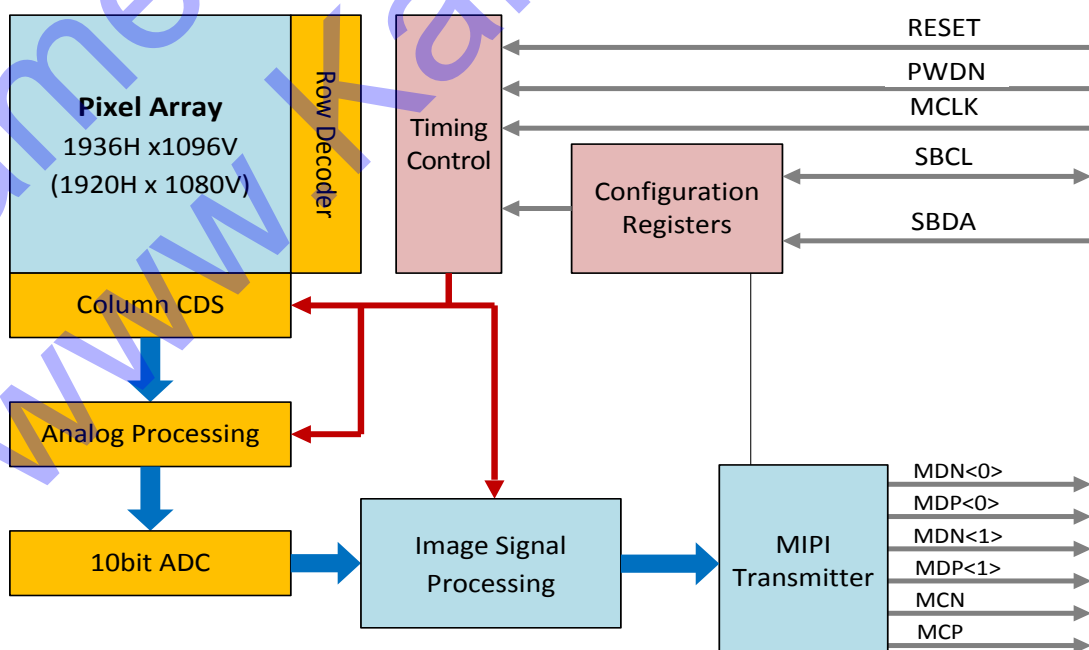 Pixel Array
1936H x1096V
(1920H x 1080V)
Row Decoder
Timing
Control
RESET
PWDN
MCLK
Configuration
Registers
SBCL
SBDA
Column CDS
Analog Processing
10bit ADC
Image Signal
Processing
MIPI
Transmitter
MDN<0>
MDP<0>
MDN<1>
MDP<1>
MCN
MCP